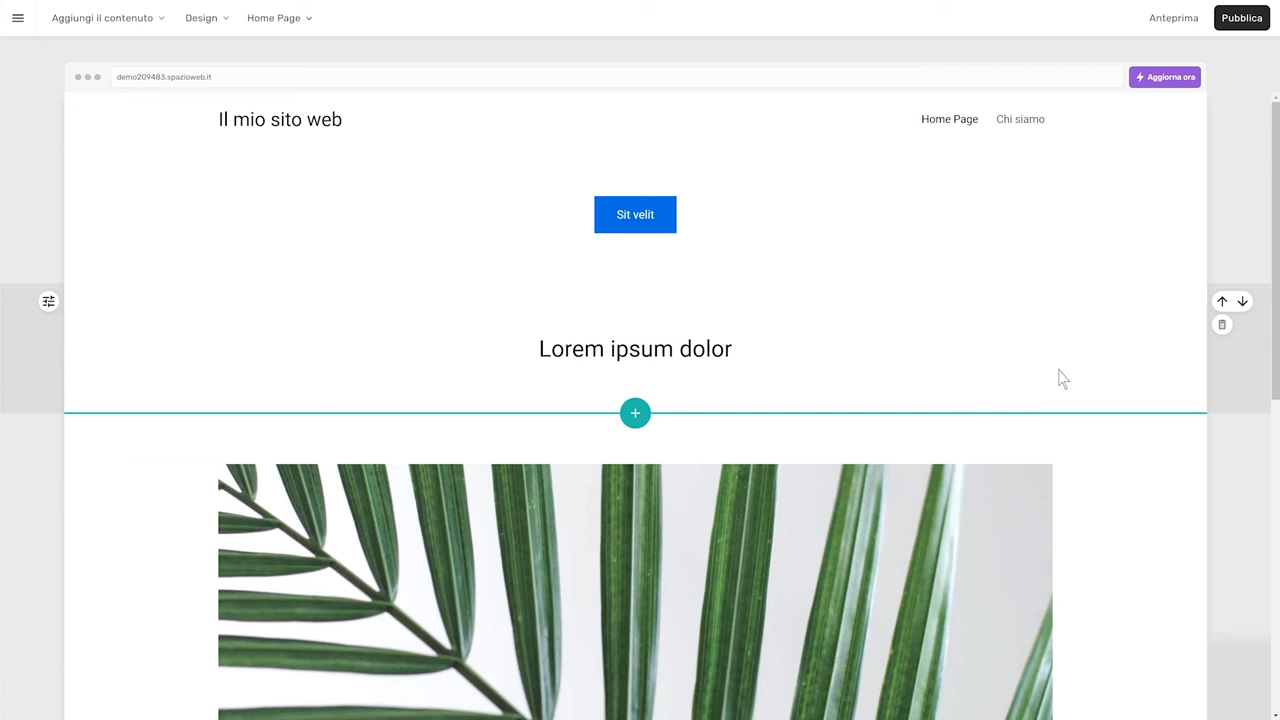 Aggiungi il contenuto Design Home Page Anteprima Pubblica
demo209483.spazioweb.it Aggiorna ora
Il mio sito web Home Page Chi siamo
Sit velit
Lorem ipsum dolor